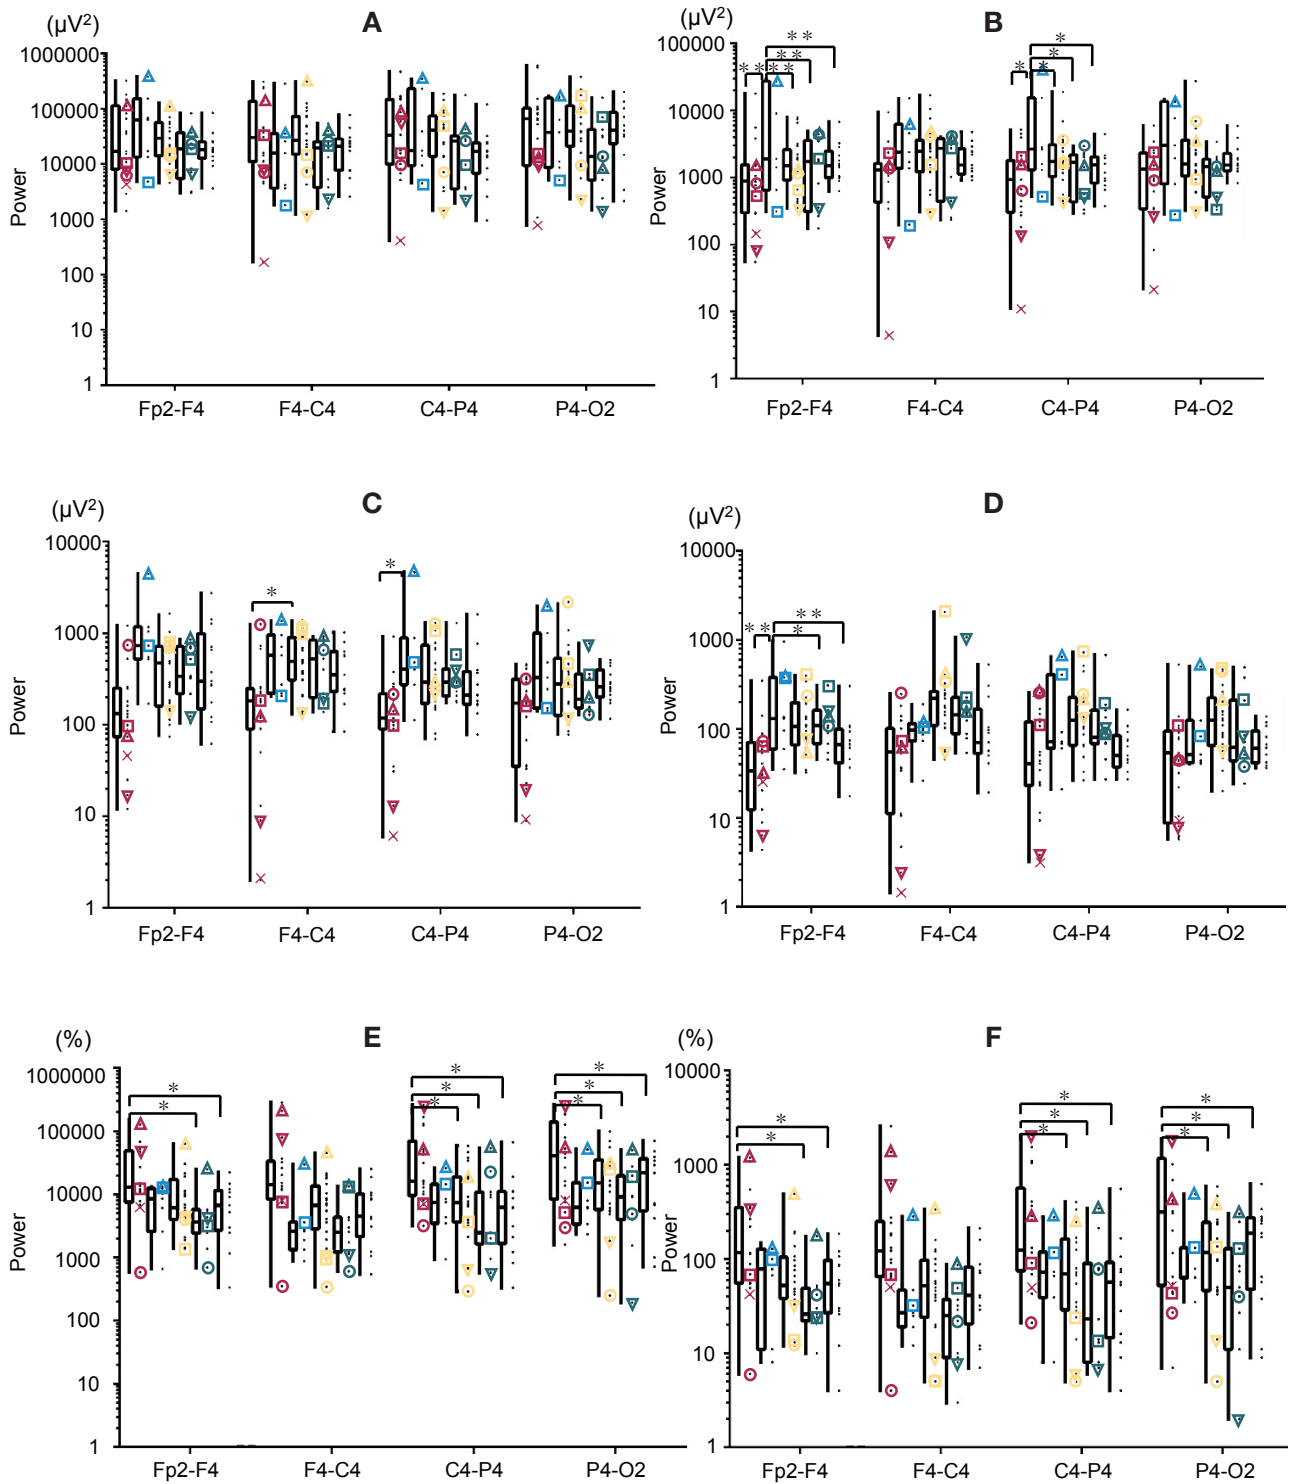 (µV²) A
1000000
100000
10000
1000
100
10
1
Power
Fp2-F4 F4-C4 C4-P4 P4-O2
(µV²) B
100000
10000
1000
100
10
1
Power
** ** ** **
* * * *
Fp2-F4 F4-C4 C4-P4 P4-O2
(µV²) C
10000
1000
100
10
1
Power
* *
Fp2-F4 F4-C4 C4-P4 P4-O2
(µV²) D
10000
1000
100
10
1
Power
** * **
Fp2-F4 F4-C4 C4-P4 P4-O2
(%) E
1000000
100000
10000
1000
100
10
1
Power
* * * * * * * *
Fp2-F4 F4-C4 C4-P4 P4-O2
(%) F
10000
1000
100
10
1
Power
* * * * * * * *
Fp2-F4 F4-C4 C4-P4 P4-O2